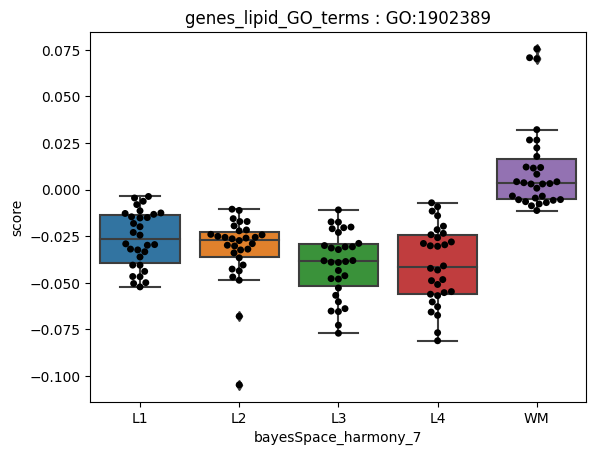 genes_lipid_GO_terms : GO:1902389
score
0.075
0.050
0.025
0.000
−0.025
−0.050
−0.075
−0.100
L1 L2 L3 L4 WM
bayesSpace_harmony_7